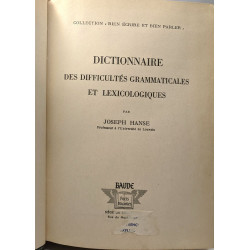 COLLECTION « BIEN ÉCRIRE ET BIEN PARLER »
DICTIONNAIRE
DES DIFFICULTÉS GRAMMATICALES
ET LEXICOLOGIQUES
PAR
JOSEPH HANSE
Professeur à l'Université de Louvain
BAUDE